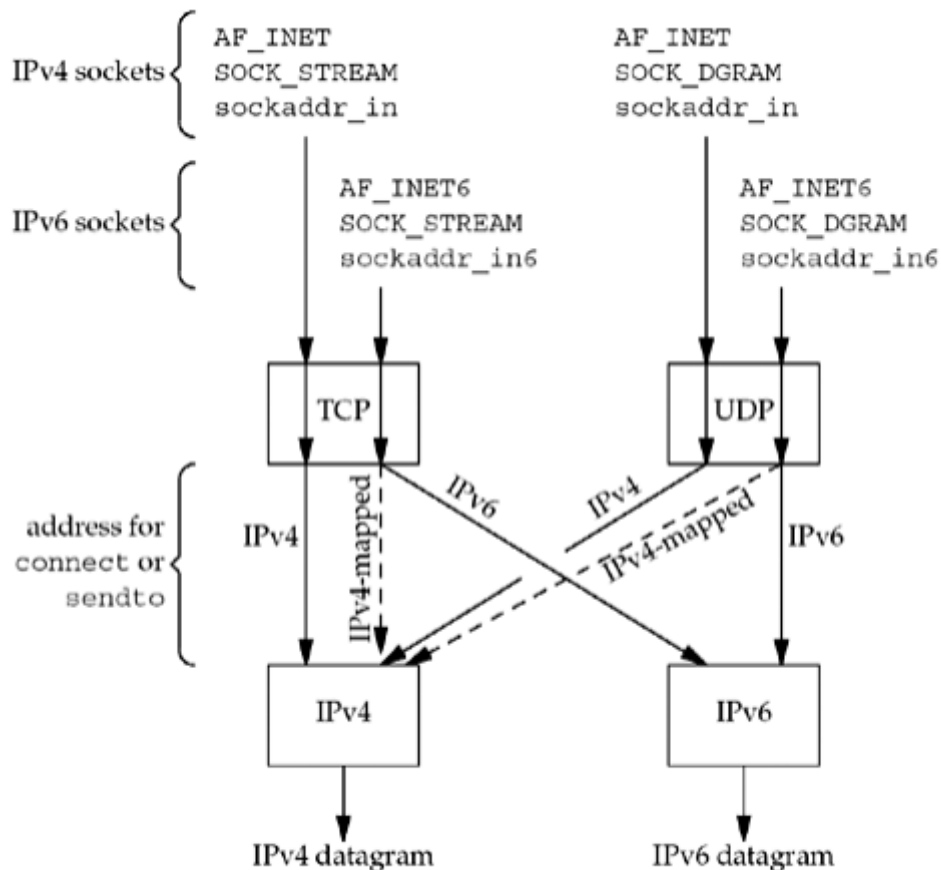 IPv4 sockets
AF_INET
SOCK_STREAM
sockaddr_in
AF_INET
SOCK_DGRAM
sockaddr_in
IPv6 sockets
AF_INET6
SOCK_STREAM
sockaddr_in6
AF_INET6
SOCK_DGRAM
sockaddr_in6
TCP
UDP
address for
connect or
sendto
IPv4
IPv4-mapped
IPv6
IPv4
IPv4-mapped
IPv6
IPv4
IPv6
IPv4 datagram
IPv6 datagram